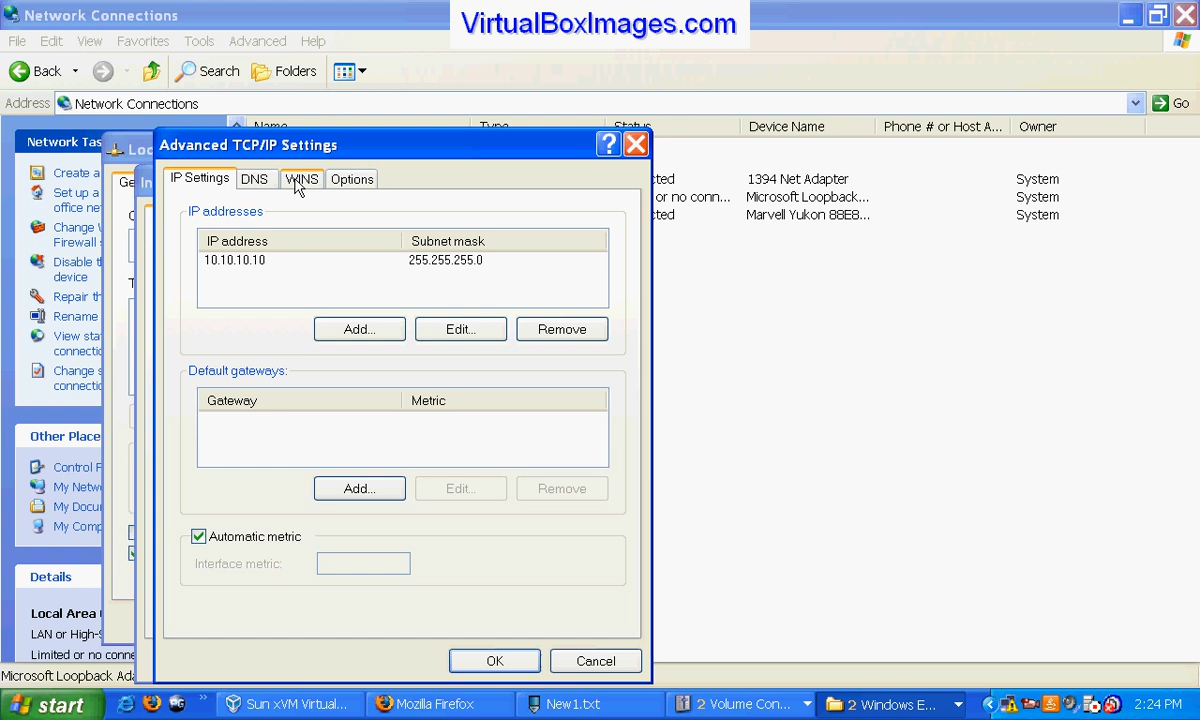 Network Connections
VirtualBoxImages.com
File Edit View Favorites Tools Advanced Help
Back Search Folders
Address Network Connections Go
Name Type Status Device Name Phone # or Host A... Owner
Network Tas
Loc
Advanced TCP/IP Settings
Create a
Set up a
office ne
Change
Firewall s
Disable t
device
Repair th
Rename
View sta
connectio
Change s
connectio
Ge
In
IP Settings DNS WINS Options
cted 1394 Net Adapter System
or no conn... Microsoft Loopback... System
cted Marvell Yukon 88E8... System
IP addresses
IP address Subnet mask
10.10.10.10 255.255.255.0
Add... Edit... Remove
Default gateways:
Gateway Metric
Add... Edit... Remove
Automatic metric
Interface metric:
OK Cancel
Other Place
Control P
My Netw
My Docu
My Comp
Details
Local Area
LAN or High-S
Limited or no conne
Microsoft Loopback Ada
start Sun xVM Virtual... Mozilla Firefox New1.txt 2 Volume Con... 2 Windows E... 2:24 PM